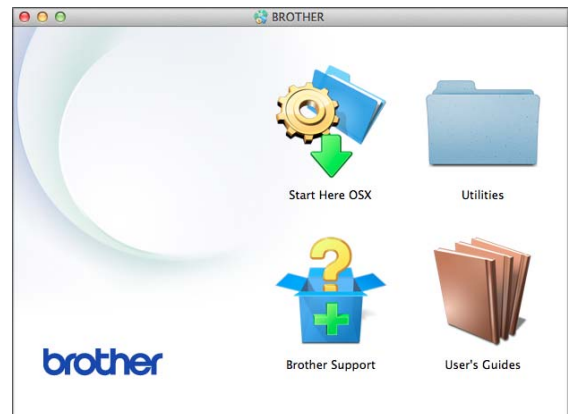 BROTHER
Start Here OSX
Utilities
Brother Support
User's Guides
brother